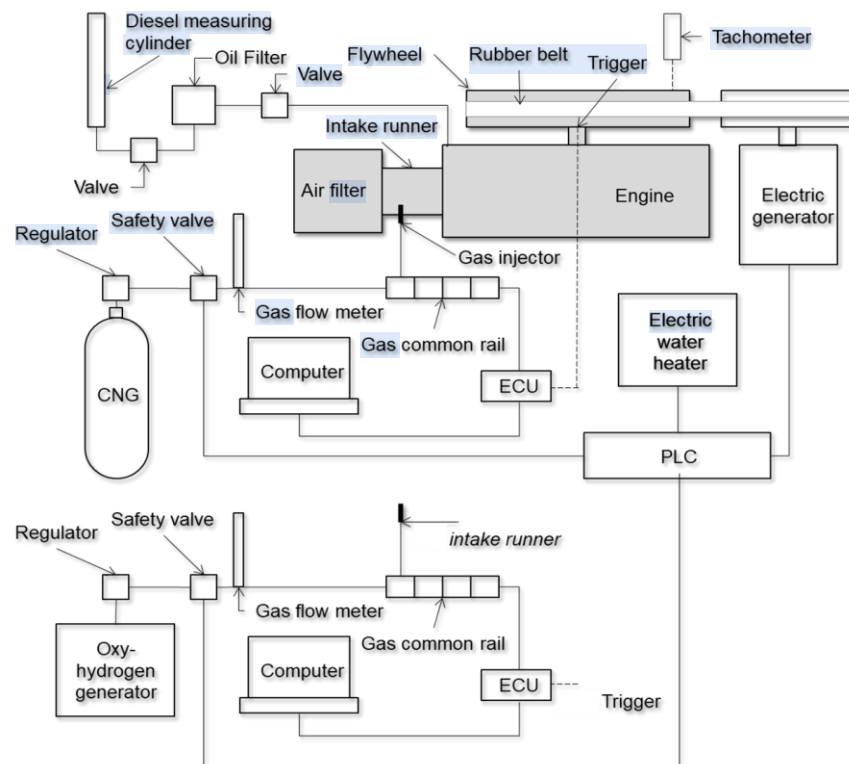 Diesel measuring
cylinder
Oil Filter
Valve
Flywheel
Rubber belt
Trigger
Tachometer
Valve
Intake runner
Air filter
Engine
Electric
generator
Regulator
Safety valve
Gas injector
Gas flow meter
Gas common rail
Electric
water
heater
CNG
Computer
ECU
PLC
Regulator
Safety valve
intake runner
Gas flow meter
Gas common rail
Oxy-
hydrogen
generator
Computer
ECU
Trigger